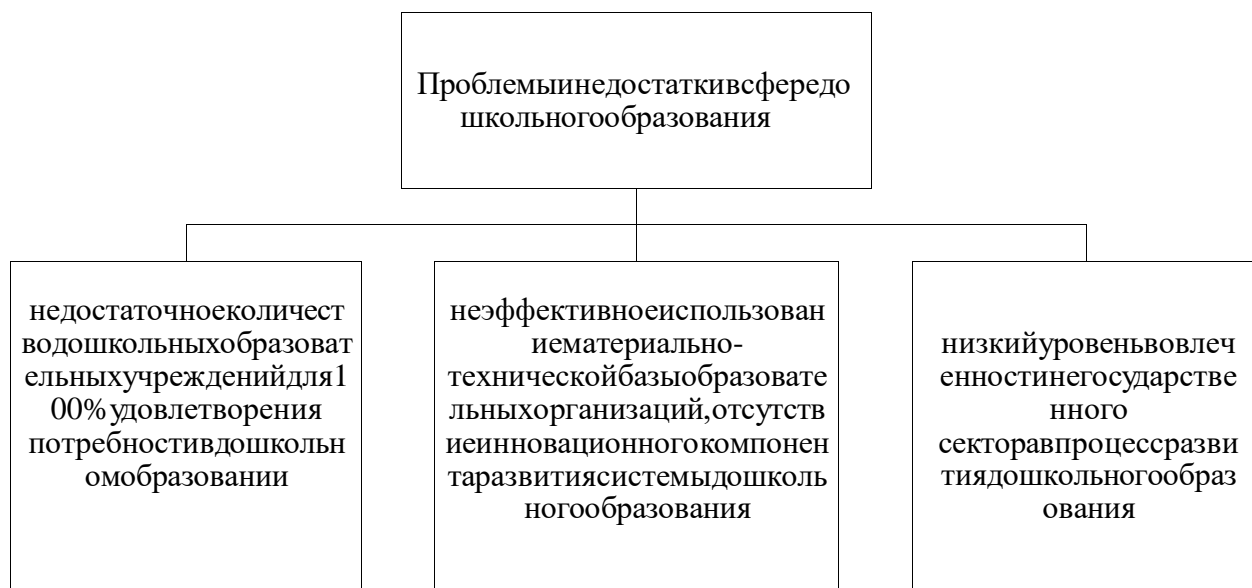 Проблемыинедостаткивсфередо
школьногообразования
недостаточноеколичест
водошкольныхобразоват
ельныхучрежденийдля1
00%удовлетворения
потребностивдошкольн
омобразовании
неэффективноеиспользован
иематериально-
техническойбазыобразовате
льныхорганизаций,отсутств
иеинновационногокомпонен
таразвитиясистемыдошколь
ногообразования
низкийуровеньвовлеч
енностинегосударстве
нного
секторавпроцессразви
тиядошкольногообраз
ования